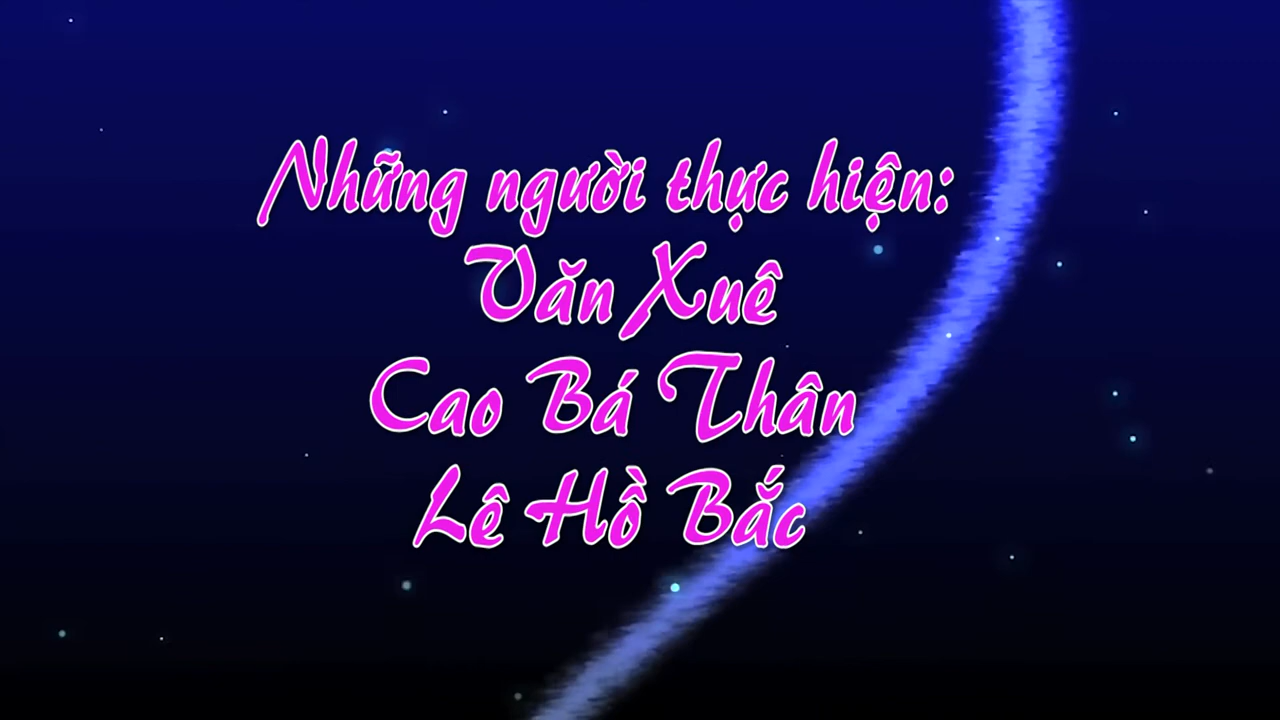 Những người thực hiện:
Văn Xuê
Cao Bá Thân
Lê Hồ Bắc